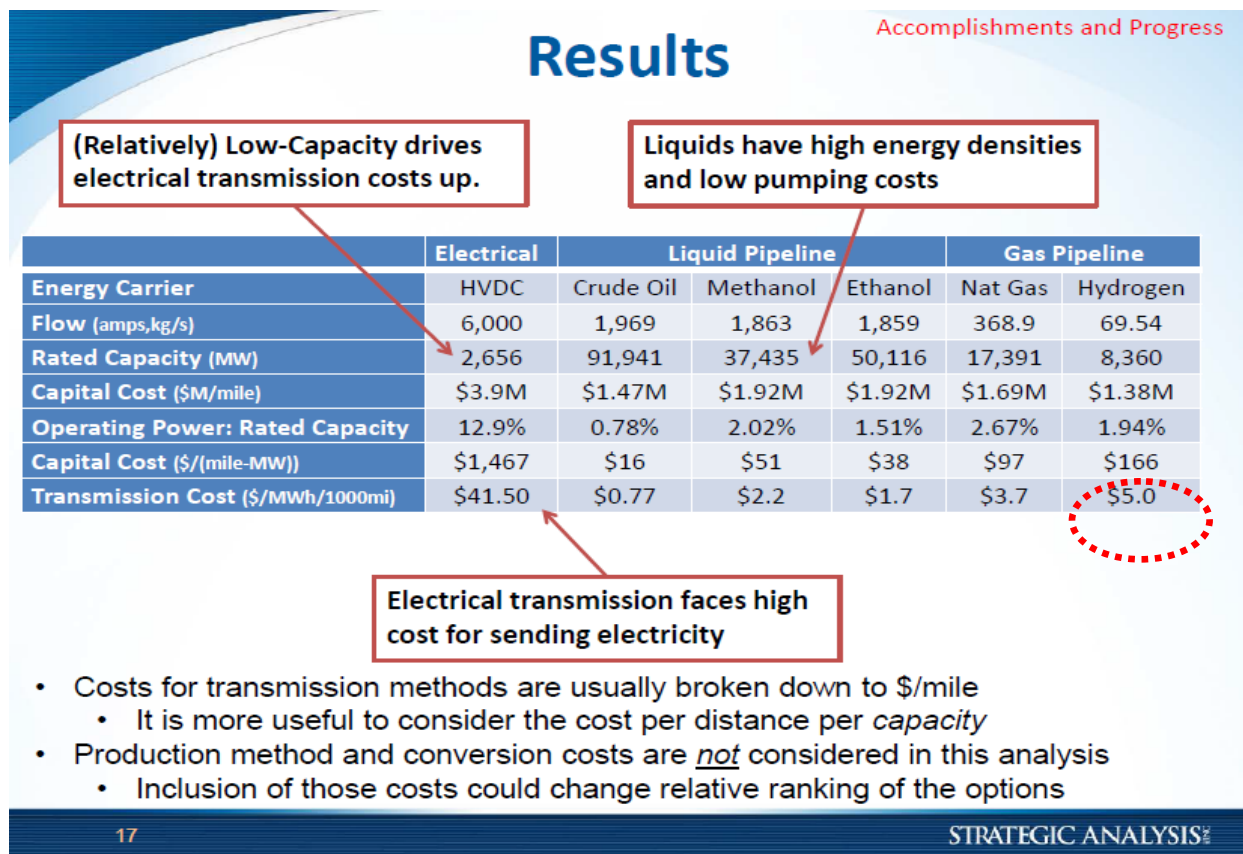 Accomplishments and Progress
Results
(Relatively) Low-Capacity drives
electrical transmission costs up.
Liquids have high energy densities
and low pumping costs
Electrical Liquid Pipeline Gas Pipeline
Energy Carrier HVDC Crude Oil Methanol Ethanol Nat Gas Hydrogen
Flow (amps,kg/s) 6,000 1,969 1,863 1,859 368.9 69.54
Rated Capacity (MW) 2,656 91,941 37,435 50,116 17,391 8,360
Capital Cost ($M/mile) $3.9M $1.47M $1.92M $1.92M $1.69M $1.38M
Operating Power: Rated Capacity 12.9% 0.78% 2.02% 1.51% 2.67% 1.94%
Capital Cost ($/(mile-MW)) $1,467 $16 $51 $38 $97 $166
Transmission Cost ($/MWh/1000mi) $41.50 $0.77 $2.2 $1.7 $3.7 $5.0
Electrical transmission faces high
cost for sending electricity
• Costs for transmission methods are usually broken down to $/mile
• It is more useful to consider the cost per distance per capacity
• Production method and conversion costs are not considered in this analysis
• Inclusion of those costs could change relative ranking of the options
17
STRATEGIC ANALYSIS INC